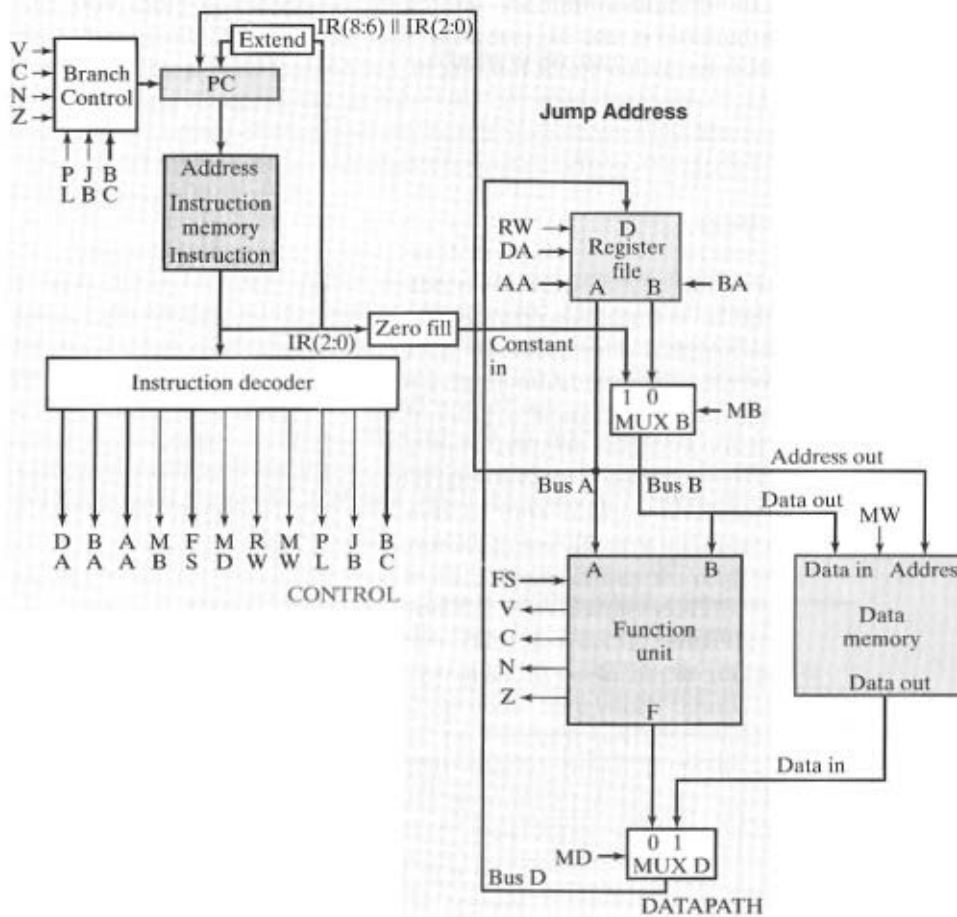 IR(8:6) || IR(2:0)
Extend
V
C
N
Z
Branch
Control
PC
P J B
L B C
Jump Address
Address
Instruction
memory
Instruction
RW
DA
AA
D
Register
file
A B
BA
IR(2:0)
Zero fill
Constant
in
Instruction decoder
1 0
MUX B
MB
Address out
Bus A
Bus B
Data out
MW
D B A M F M R M P J B
A A A B S D W W L B C
CONTROL
FS
V
C
N
Z
A B
Function
unit
F
Data in Address
Data
memory
Data out
Data in
0 1
MUX D
MD
Bus D
DATAPATH